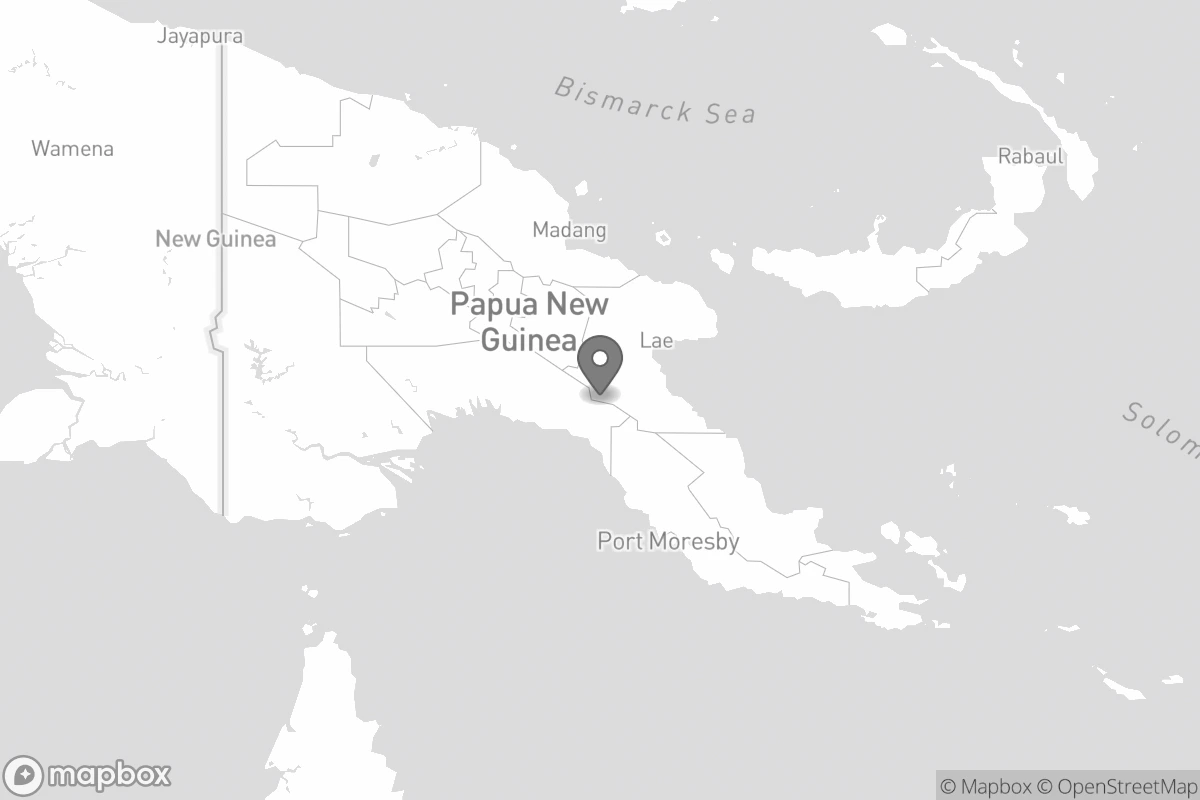 Jayapura
Bismarck Sea
Wamena
Rabaul
New Guinea
Madang
Papua New
Guinea
Lae
Solom
Port Moresby
mapbox
© Mapbox © OpenStreetMap